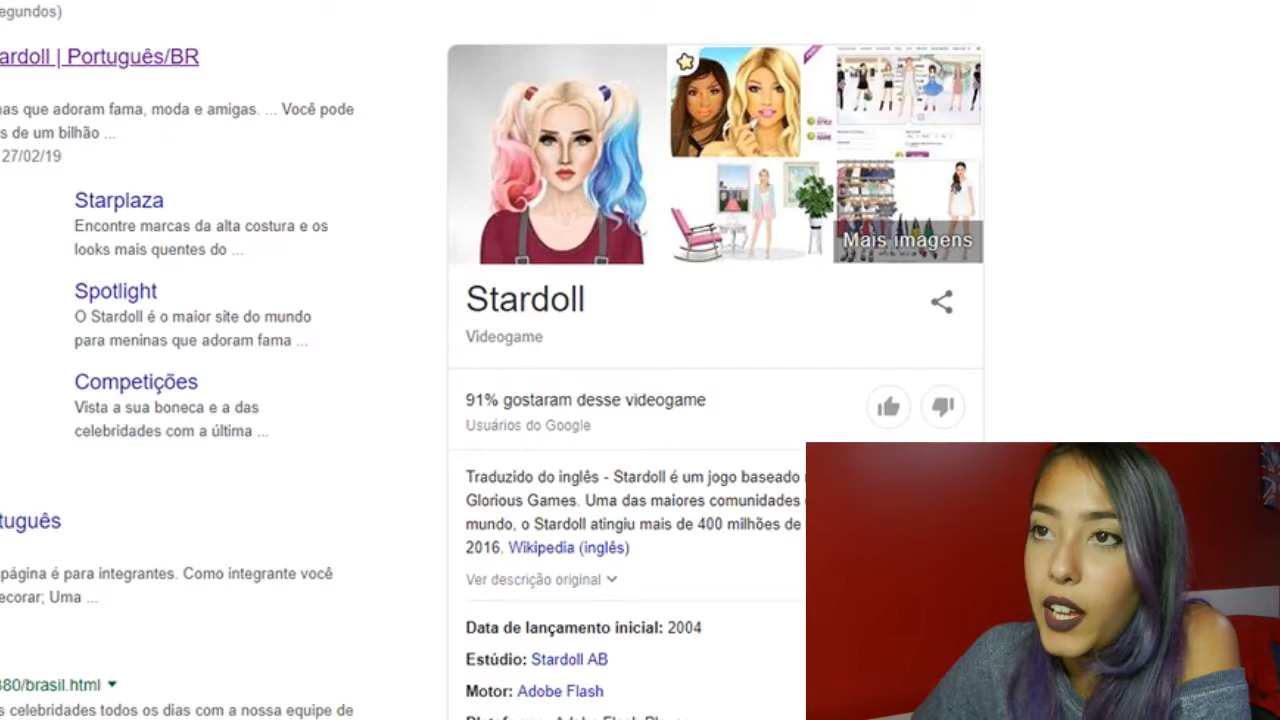 egundos)
ardoll | Português/BR
nas que adoram fama, moda e amigas. ... Você pode
s de um bilhão ...
27/02/19
Starplaza
Encontre marcas da alta costura e os
looks mais quentes do ...
Spotlight
O Stardoll é o maior site do mundo
para meninas que adoram fama ...
Competições
Vista a sua boneca e a das
celebridades com a última ...
tuguês
página é para integrantes. Como integrante você
ecorar; Uma ...
380/brasil.html
s celebridades todos os dias com a nossa equipe de
Mais imagens
Stardoll
Videogame
91% gostaram desse videogame
Usuários do Google
Traduzido do inglês - Stardoll é um jogo baseado
Glorious Games. Uma das maiores comunidades
mundo, o Stardoll atingiu mais de 400 milhões de
2016. Wikipedia (inglês)
Ver descrição original
Data de lançamento inicial: 2004
Estúdio: Stardoll AB
Motor: Adobe Flash